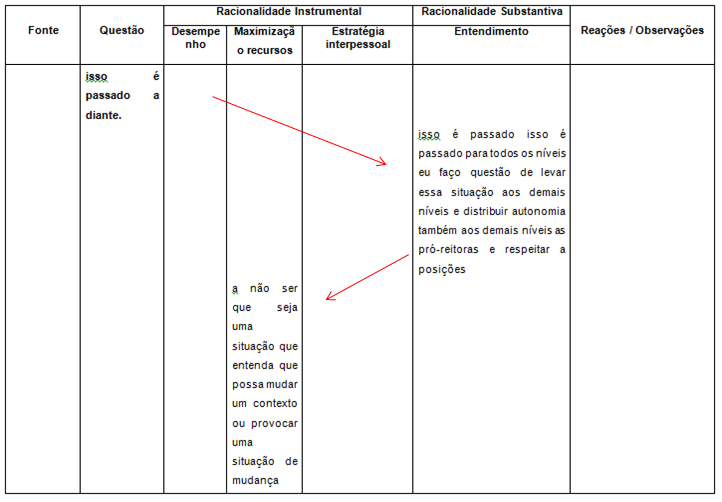 Racionalidade Instrumental
Racionalidade Substantiva
Fonte
Questão
Desempe
nho
Maximizaçã
o recursos
Estratégia
interpessoal
Entendimento
Reações / Observações
isso é
passado a
diante.
isso é passado isso é
passado para todos os níveis
eu faço questão de levar
essa situação aos demais
níveis e distribuir autonomia
também aos demais níveis as
pró-reitoras e respeitar a
posições
a não ser
que seja
uma
situação que
entenda que
possa mudar
um contexto
ou provocar
uma
situação de
mudança